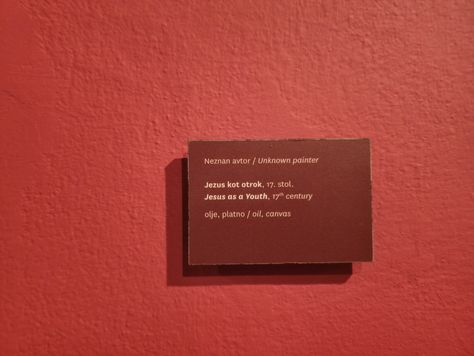 Neznan avtor / Unknown painter
Jezus kot otrok, 17. stol.
Jesus as a Youth, 17th century
olje, platno / oil, canvas